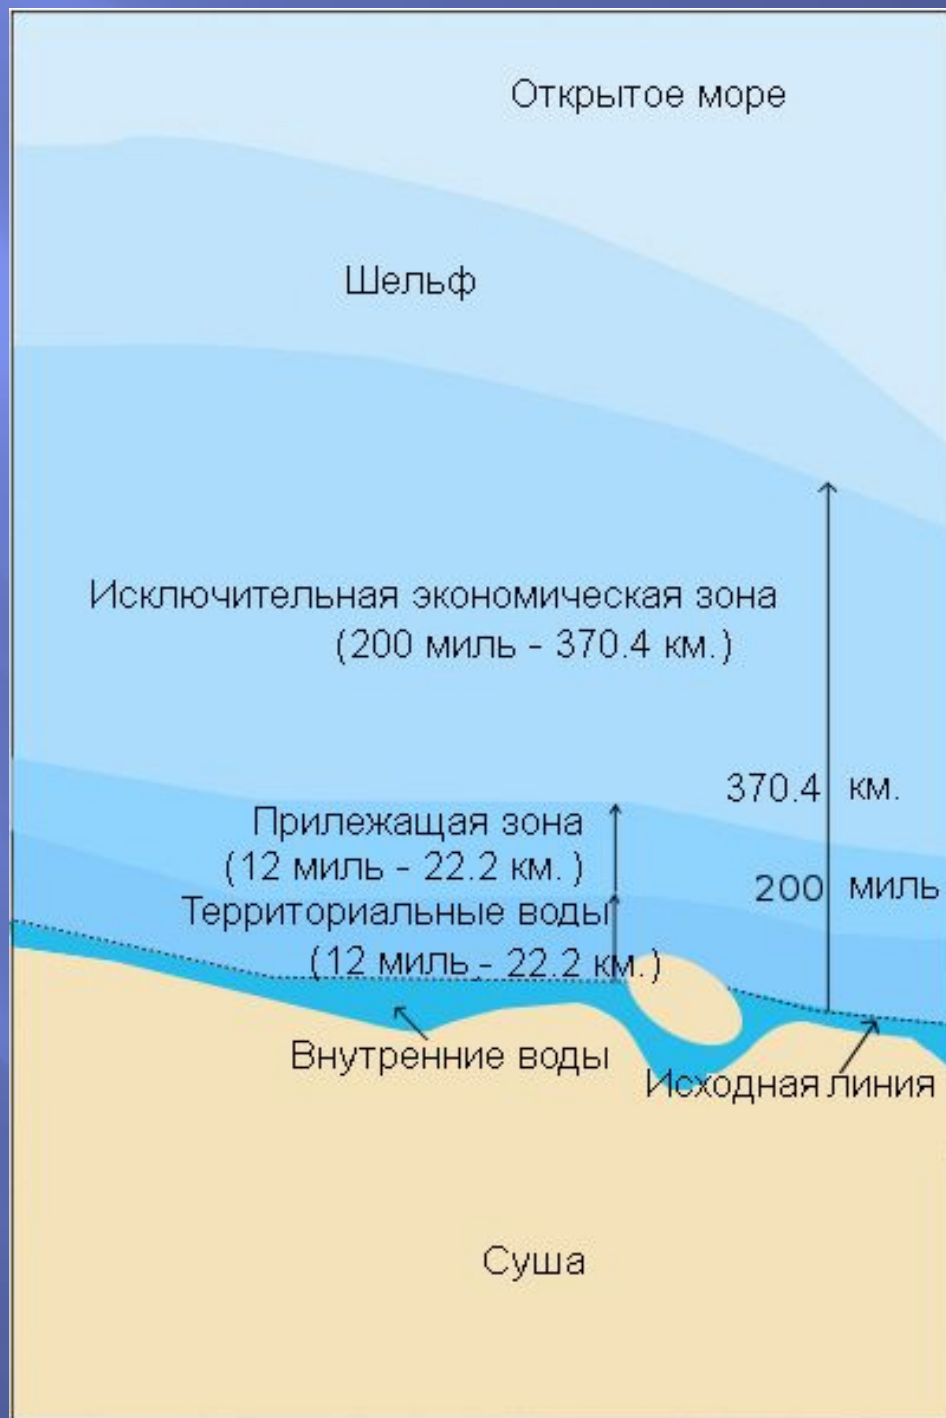 Открытое море
Шельф
Исключительная экономическая зона
(200 миль - 370.4 км.)
370.4 км.
Прилежащая зона
(12 миль - 22.2 км. )
200 миль
Территориальные воды
(12 миль - 22.2 км.)
Внутренние воды
Исходная линия
Суша